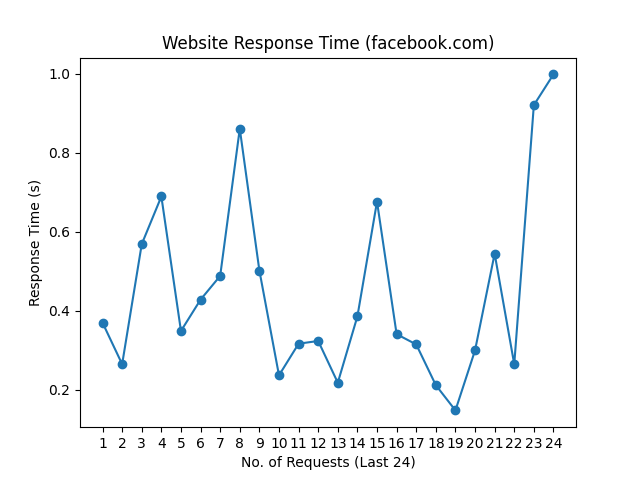 Website Response Time (facebook.com)
1.0
0.8
0.6
0.4
0.2
Response Time (s)
1 2 3 4 5 6 7 8 9 10 11 12 13 14 15 16 17 18 19 20 21 22 23 24
No. of Requests (Last 24)